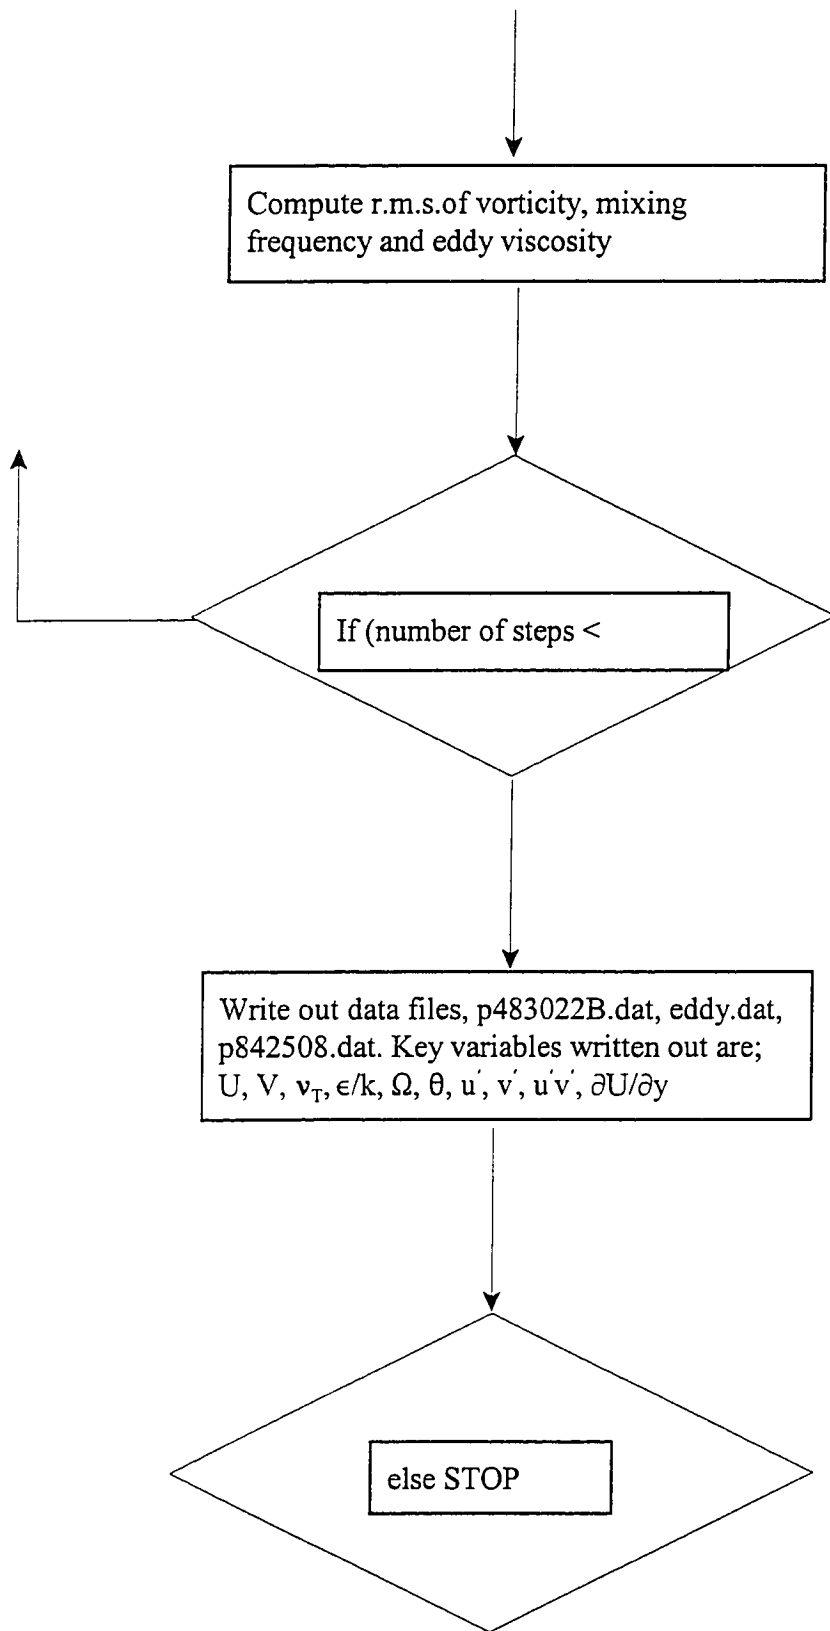 Compute r.m.s.of vorticity, mixing
frequency and eddy viscosity
If (number of steps <
Write out data files, p483022B.dat, eddy.dat,
p842508.dat. Key variables written out are;
U, V, ν_T, ϵ/k, Ω, θ, u′, v′, u′v′, ∂U/∂y
else STOP